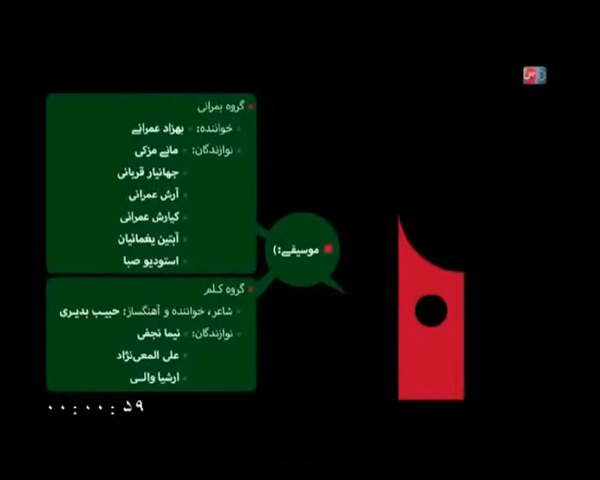 گروه بمرانی
خواننده: بهزاد عمرانی
نوازندگان: مانی مزکی
جهانیار قربانی
آرش عمرانی
کیارش عمرانی
آبتین یغمائیان
استودیو صبا
موسیقی:)
گروه کلم
شاعر، خواننده و آهنگساز: حبیب بدیری
نوازندگان: نیما نجفی
علی المعی‌نژاد
ارشیا والی
۰۰:۰۰:۵۹